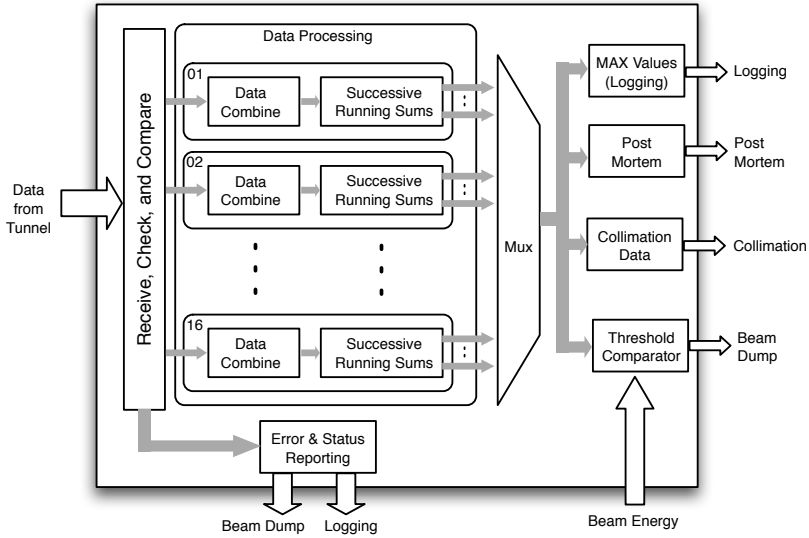 Data Processing
Data
from
Tunnel
Receive, Check, and Compare
01
Data
Combine
Successive
Running Sums
02
Data
Combine
Successive
Running Sums
16
Data
Combine
Successive
Running Sums
Mux
MAX Values
(Logging)
Logging
Post
Mortem
Post
Mortem
Collimation
Data
Collimation
Threshold
Comparator
Beam
Dump
Error & Status
Reporting
Beam Dump
Logging
Beam Energy